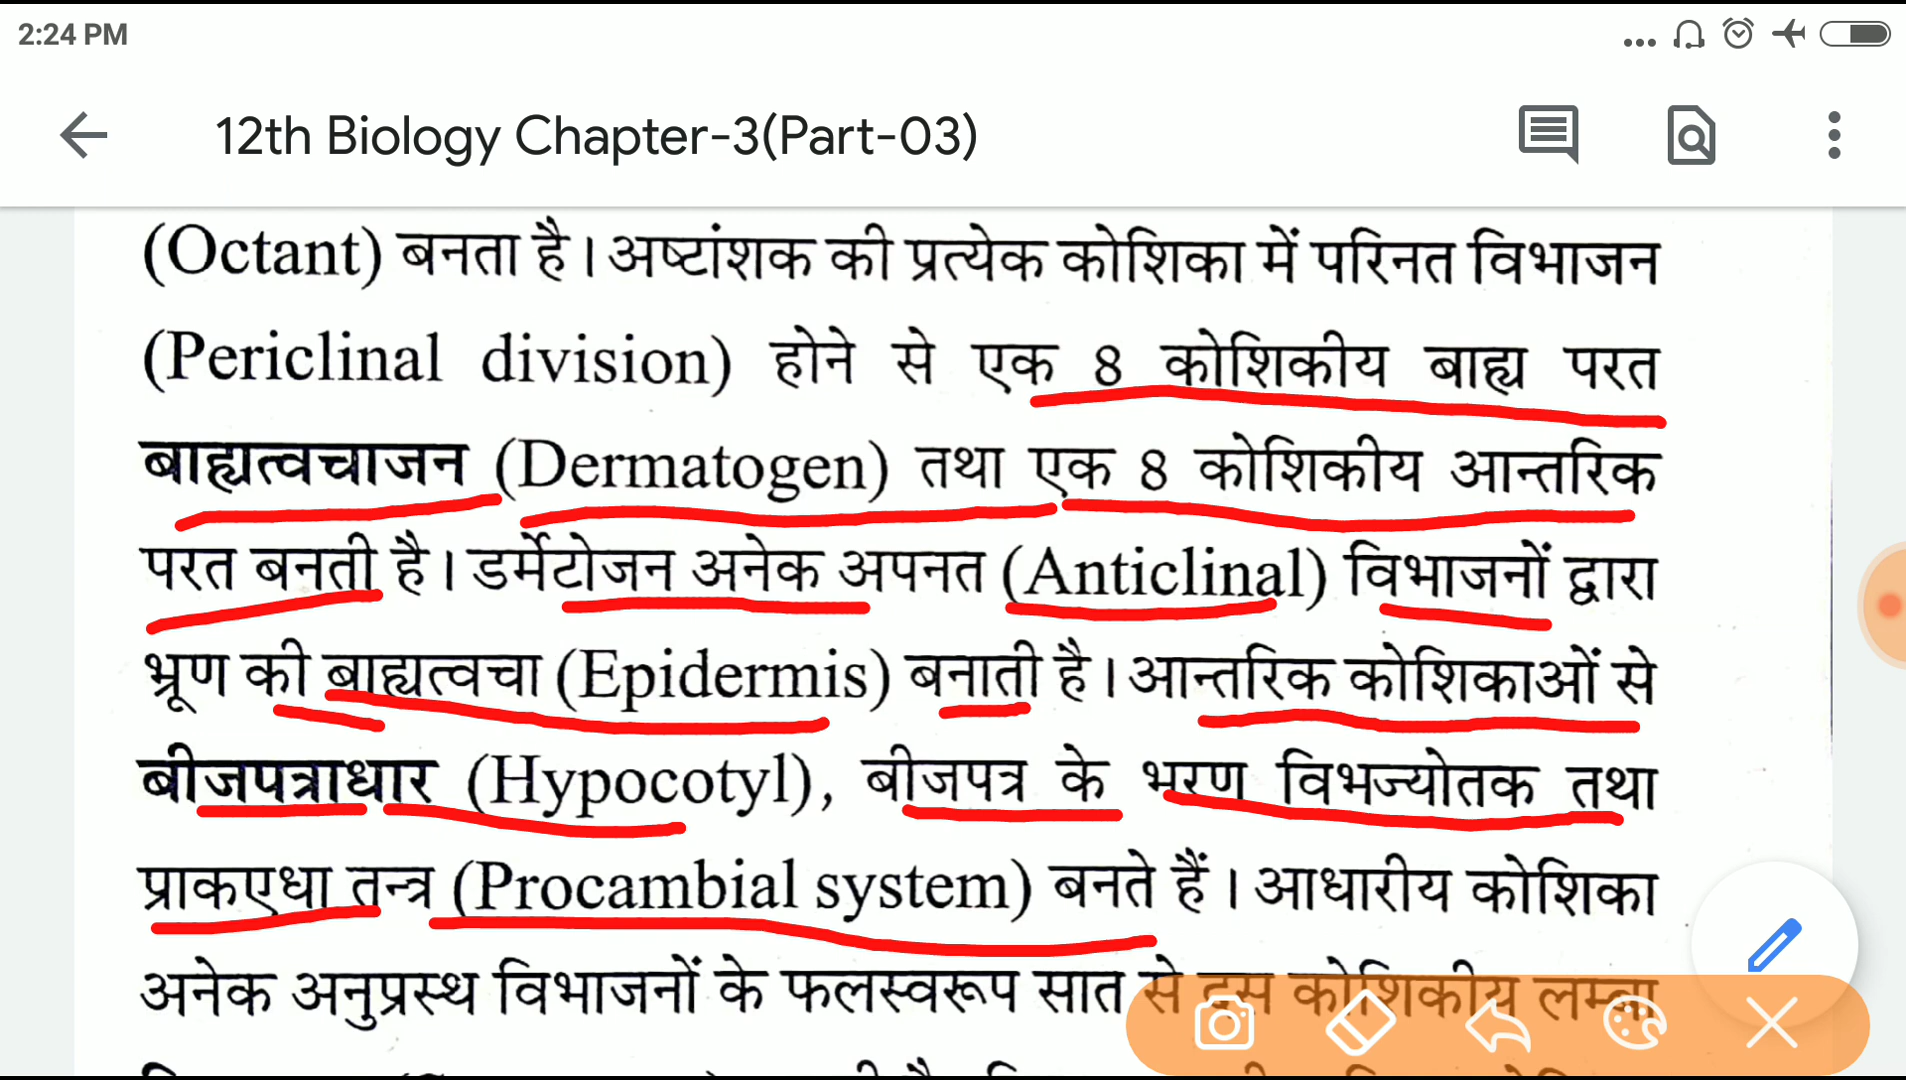 2:24 PM
12th Biology Chapter-3(Part-03)
(Octant) बनता है। अष्टांशक की प्रत्येक कोशिका में परिनत विभाजन
(Periclinal division) होने से एक 8 कोशिकीय बाह्य परत
बाह्यत्वचाजन (Dermatogen) तथा एक 8 कोशिकीय आन्तरिक
परत बनती है। डर्मेटोजन अनेक अपनत (Anticlinal) विभाजनों द्वारा
भ्रूण की बाह्यत्वचा (Epidermis) बनाती है। आन्तरिक कोशिकाओं से
बीजपत्राधार (Hypocotyl), बीजपत्र के भरण विभज्योतक तथा
प्राकएधा तन्त्र (Procambial system) बनते हैं। आधारीय कोशिका
अनेक अनुप्रस्थ विभाजनों के फलस्वरूप सात से दस कोशिकीय लम्बा